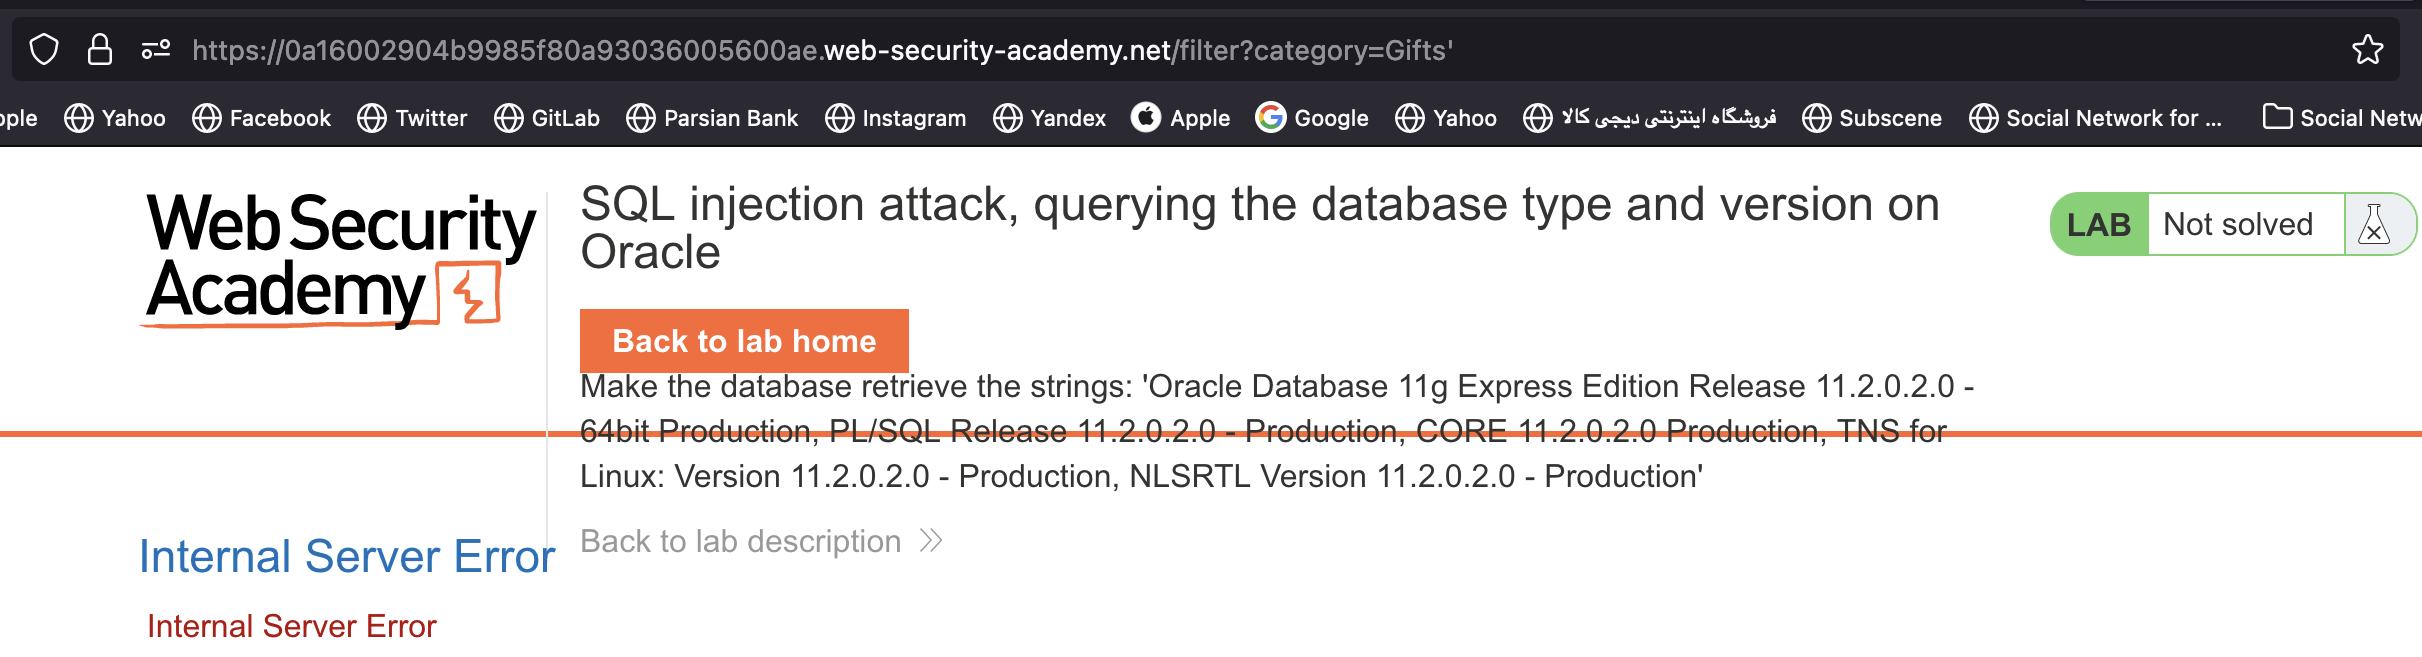 https://0a16002904b9985f80a93036005600ae.web-security-academy.net/filter?category=Gifts'
ople Yahoo Facebook Twitter GitLab Parsian Bank Instagram Yandex Apple Google Yahoo فروشگاه اینترنتی دیجی کالا Subscene Social Network for ... Social Netw
Web Security
Academy
SQL injection attack, querying the database type and version on
Oracle
LAB Not solved
Back to lab home
Make the database retrieve the strings: 'Oracle Database 11g Express Edition Release 11.2.0.2.0 -
64bit Production, PL/SQL Release 11.2.0.2.0 - Production, CORE 11.2.0.2.0 Production, TNS for
Linux: Version 11.2.0.2.0 - Production, NLSRTL Version 11.2.0.2.0 - Production'
Back to lab description
Internal Server Error
Internal Server Error